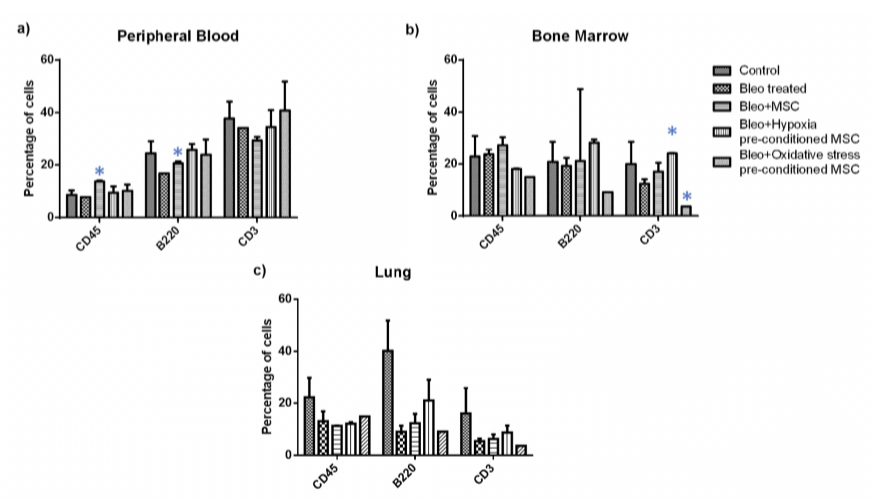 a)
Peripheral Blood
Percentage of cells
60
40
20
0
*
*
CD45
B220
CD3
b)
Bone Marrow
Percentage of cells
60
40
20
0
*
*
CD45
B220
CD3
Control
Bleo treated
Bleo+MSC
Bleo+Hypoxia
pre-conditioned MSC
Bleo+Oxidative stress
pre-conditioned MSC
c)
Lung
Percentage of cells
60
40
20
0
CD45
B220
CD3